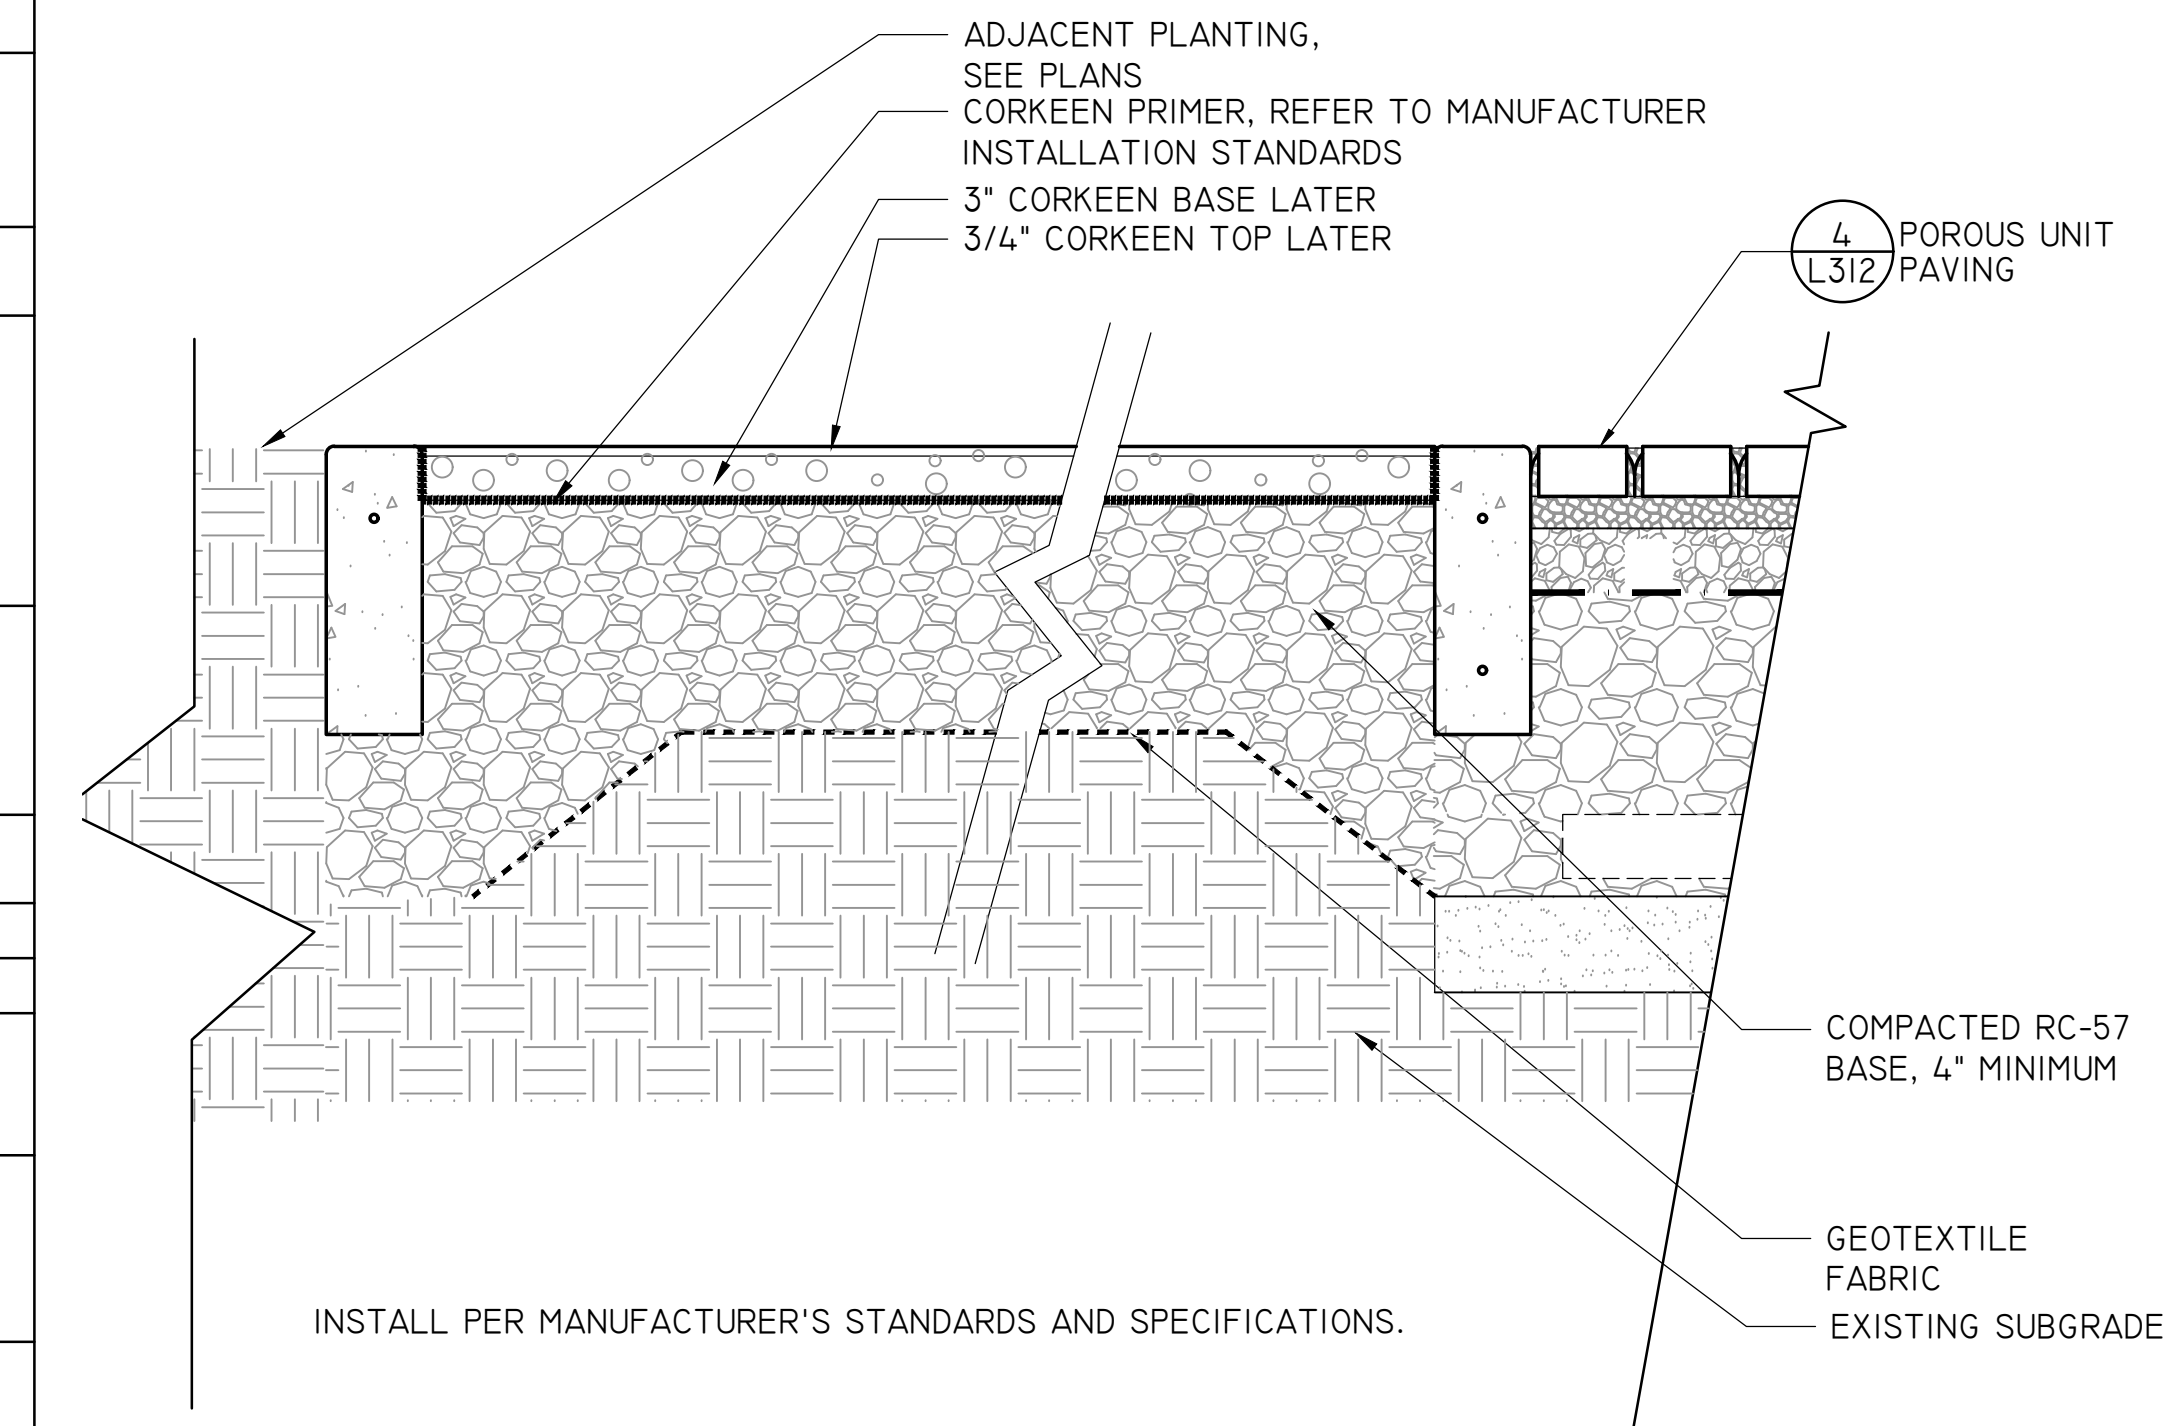 ADJACENT PLANTING,
SEE PLANS
CORKEEN PRIMER, REFER TO MANUFACTURER
INSTALLATION STANDARDS
3" CORKEEN BASE LATER
3/4" CORKEEN TOP LATER
4
L312
POROUS UNIT
PAVING
COMPACTED RC-57
BASE, 4" MINIMUM
GEOTEXTILE
FABRIC
EXISTING SUBGRADE
INSTALL PER MANUFACTURER'S STANDARDS AND SPECIFICATIONS.